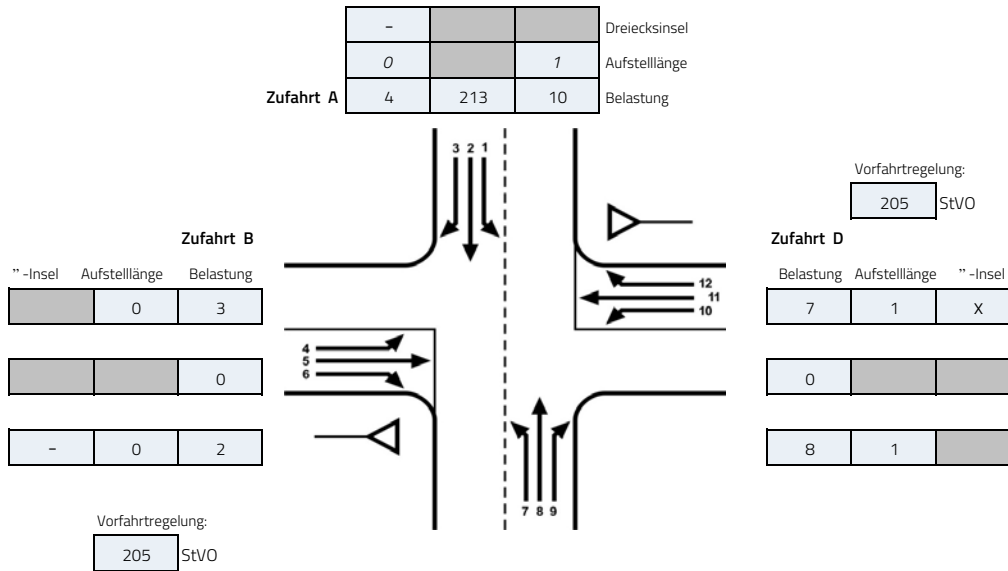 - Dreiecksinsel
0 1 Aufstelllänge
Zufahrt A 4 213 10 Belastung
3 2 1
Vorfahrtregelung:
205 StVO
Zufahrt B
Zufahrt D
”-Insel Aufstelllänge Belastung
Belastung Aufstelllänge ”-Insel
0 3
12
11
10
7 1 X
4
5
6
0
0
- 0 2
8 1
7 8 9
Vorfahrtregelung:
205 StVO